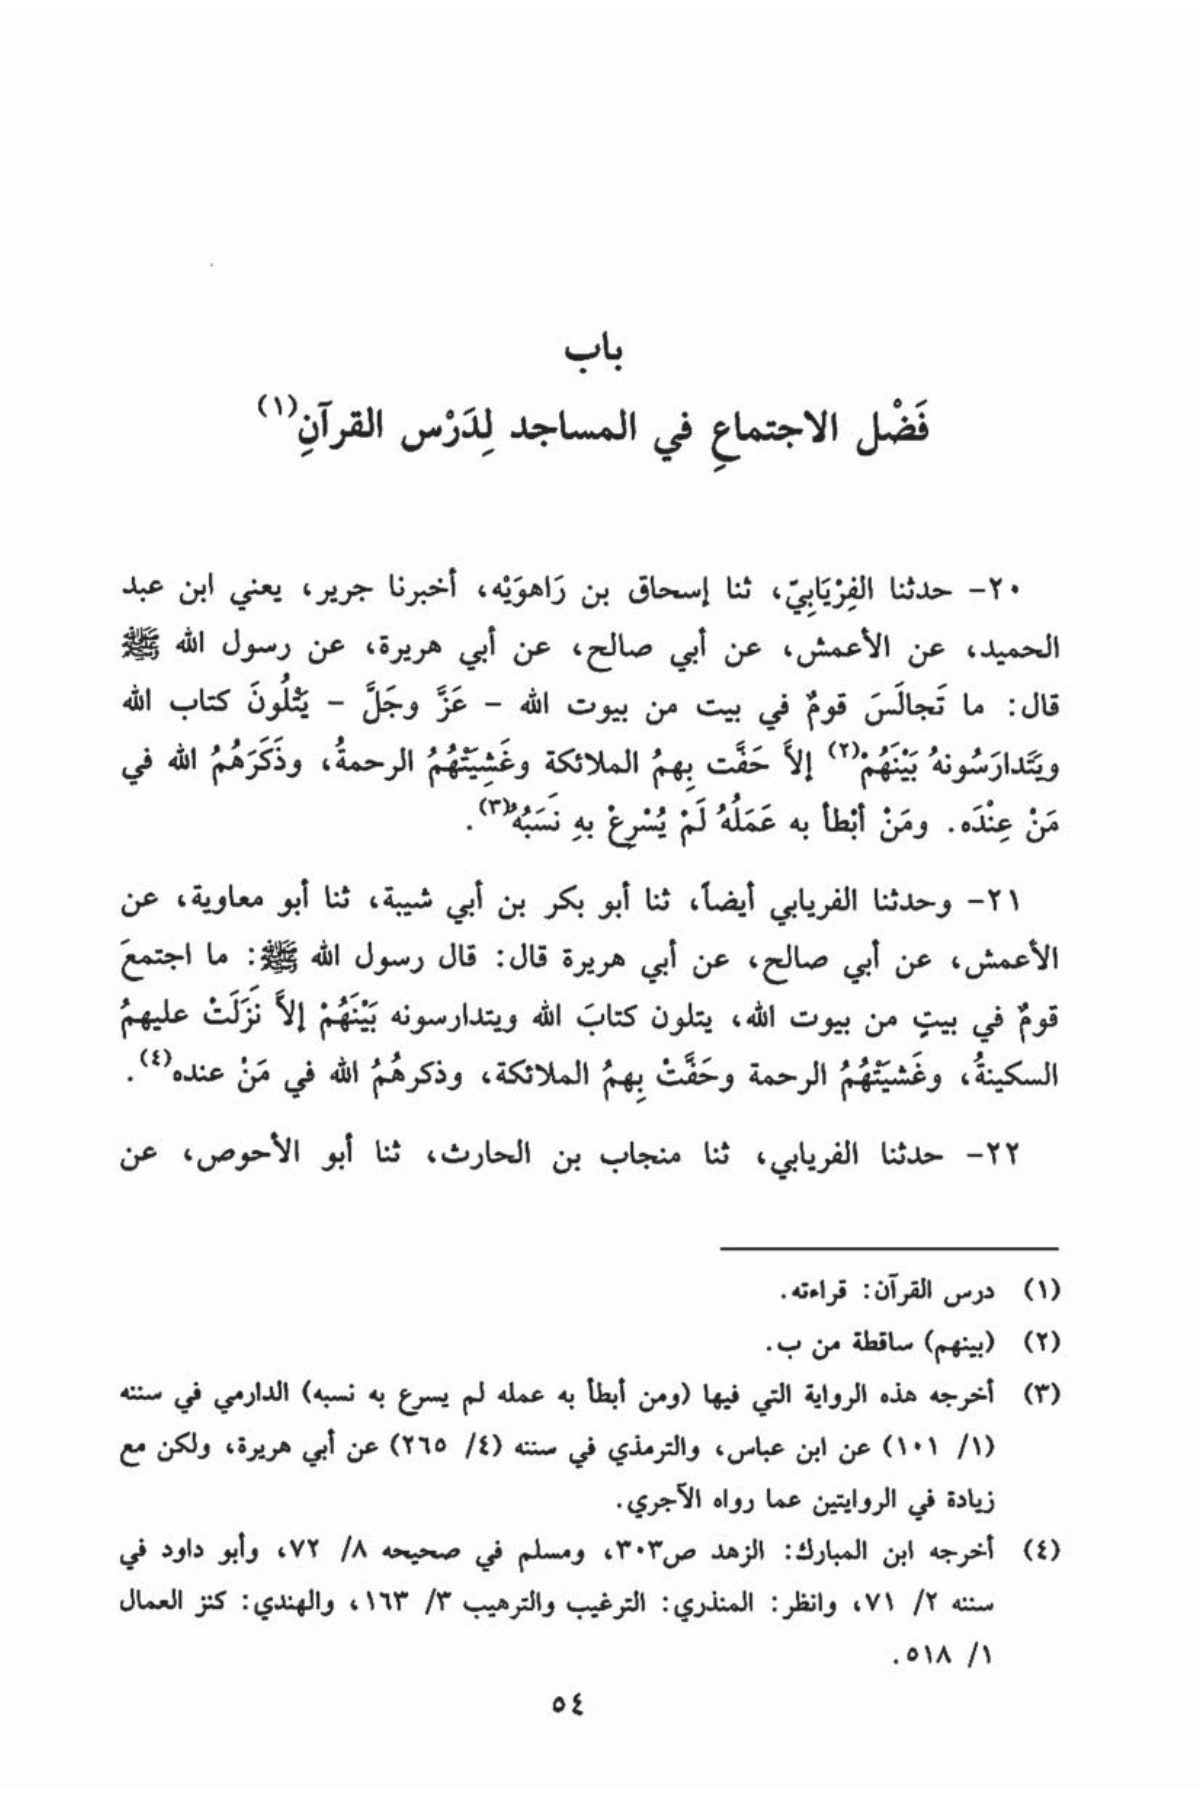 باب
فَضْل الاجتماعِ في المساجد لِدَرْس القرآنِ(١)
٢٠- حدثنا الفِرْيَابِيّ، ثنا إسحاق بن رَاهوَيْه، أخبرنا جرير، يعني ابن عبد
الحميد، عن الأعمش، عن أبي صالح، عن أبي هريرة، عن رسول الله ﷺ
قال: ما تَجالَسَ قومٌ في بيت من بيوت الله - عَزَّ وجَلَّ - يَتْلُونَ كتاب الله
ويَتَدارَسُونهُ بَيْنَهُمْ(٢) إلاَّ حَفَّت بِهمُ الملائكة وغَشِيَتْهُمُ الرحمةُ، وذَكَرَهُمُ الله في
مَنْ عِنْدَه. ومَنْ أبْطأ به عَمَلُهُ لَمْ يُسْرِعْ بهِ نَسَبُهُ(٣).
٢١- وحدثنا الفريابي أيضاً، ثنا أبو بكر بن أبي شيبة، ثنا أبو معاوية، عن
الأعمش، عن أبي صالح، عن أبي هريرة قال: قال رسول الله ﷺ: ما اجتمعَ
قومٌ في بيتٍ من بيوت الله، يتلون كتابَ الله ويتدارسونه بَيْنَهُمْ إلاَّ نَزَلَتْ عليهمُ
السكينةُ، وغَشيَتْهُمُ الرحمة وحَفَّتْ بِهمُ الملائكة، وذكرهُمُ الله في مَنْ عنده(٤).
٢٢- حدثنا الفريابي، ثنا منجاب بن الحارث، ثنا أبو الأحوص، عن
(١) درس القرآن: قراءته.
(٢) (بينهم) ساقطة من ب.
(٣) أخرجه هذه الرواية التي فيها (ومن أبطأ به عمله لم يسرع به نسبه) الدارمي في سننه
(١/ ١٠١) عن ابن عباس، والترمذي في سننه (٤/ ٢٦٥) عن أبي هريرة، ولكن مع
زيادة في الروايتين عما رواه الآجري.
(٤) أخرجه ابن المبارك: الزهد ص٣٠٣، ومسلم في صحيحه ٨/ ٧٢، وأبو داود في
سننه ٢/ ٧١، وانظر: المنذري: الترغيب والترهيب ٣/ ١٦٣، والهندي: كنز العمال
١/ ٥١٨.
٥٤